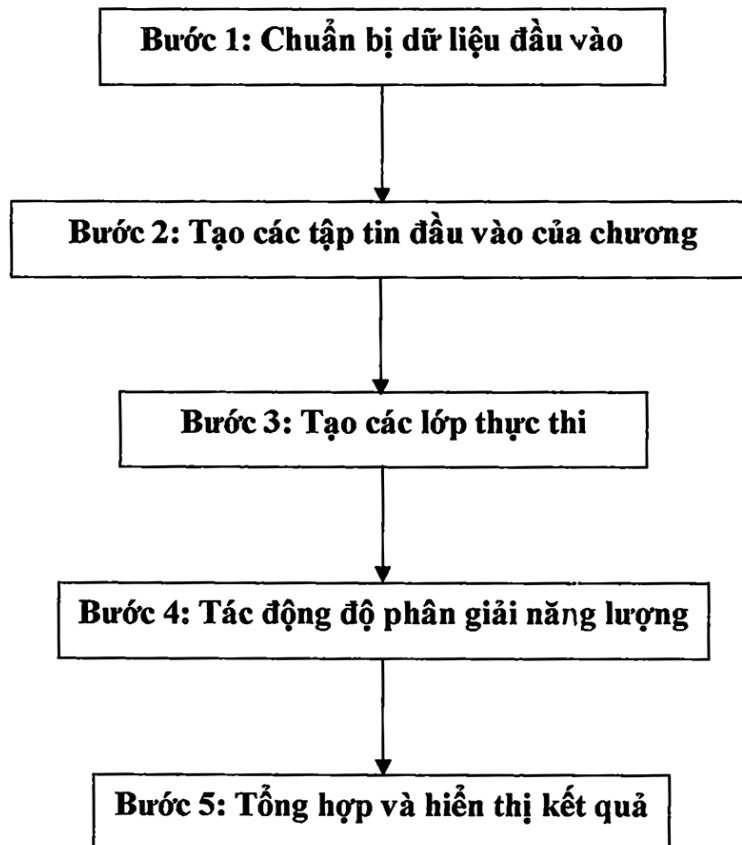 Bước 1: Chuẩn bị dữ liệu đầu vào
Bước 2: Tạo các tập tin đầu vào của chương
Bước 3: Tạo các lớp thực thi
Bước 4: Tác động độ phân giải năng lượng
Bước 5: Tổng hợp và hiển thị kết quả